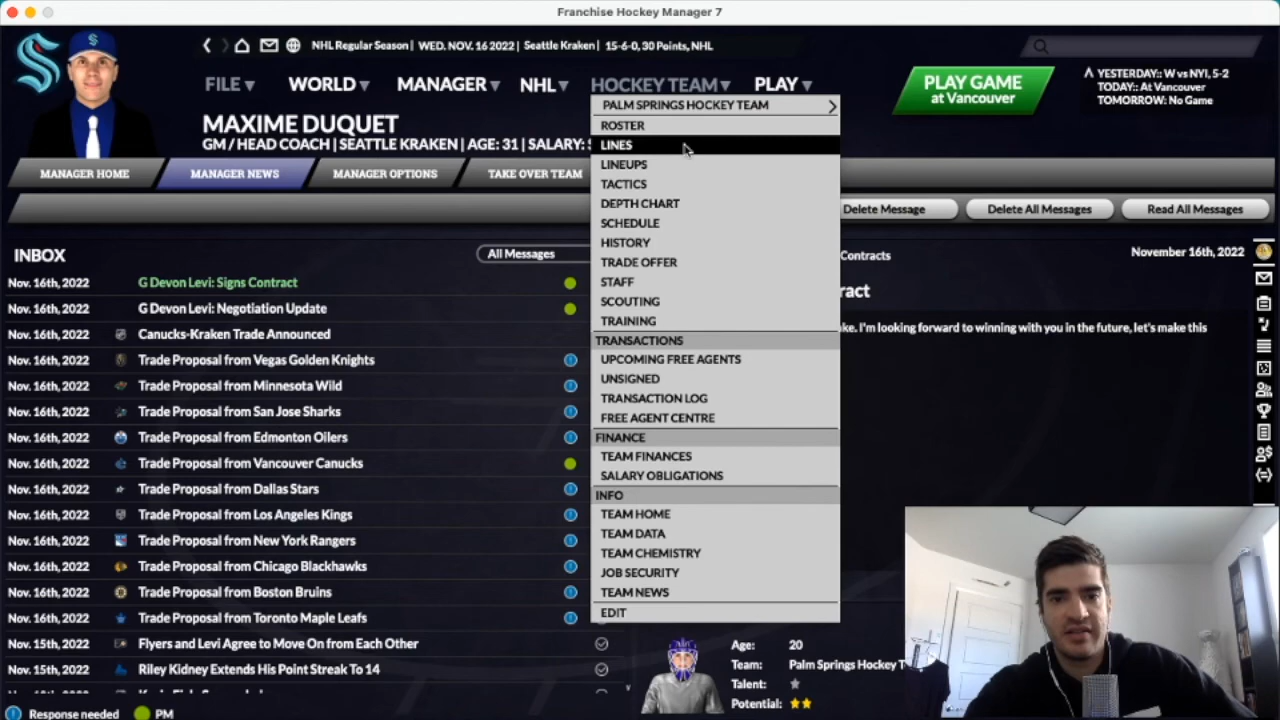 Franchise Hockey Manager 7
NHL Regular Season | WED. NOV. 16 2022 | Seattle Kraken | 15-6-0, 30 Points, NHL
FILE WORLD MANAGER NHL HOCKEY TEAM PLAY
PLAY GAME
at Vancouver
YESTERDAY:: W vs NYI, 5-2
TODAY:: At Vancouver
TOMORROW: No Game
MAXIME DUQUET
GM / HEAD COACH | SEATTLE KRAKEN | AGE: 31 | SALARY:
MANAGER HOME
MANAGER NEWS
MANAGER OPTIONS
TAKE OVER TEAM
Delete Message
Delete All Messages
Read All Messages
PALM SPRINGS HOCKEY TEAM
ROSTER
LINES
LINEUPS
TACTICS
DEPTH CHART
SCHEDULE
HISTORY
TRADE OFFER
STAFF
SCOUTING
TRAINING
TRANSACTIONS
UPCOMING FREE AGENTS
UNSIGNED
TRANSACTION LOG
FREE AGENT CENTRE
FINANCE
TEAM FINANCES
SALARY OBLIGATIONS
INFO
TEAM HOME
TEAM DATA
TEAM CHEMISTRY
JOB SECURITY
TEAM NEWS
EDIT
INBOX
All Messages
Nov. 16th, 2022 G Devon Levi: Signs Contract
Nov. 16th, 2022 G Devon Levi: Negotiation Update
Nov. 16th, 2022 Canucks-Kraken Trade Announced
Nov. 16th, 2022 Trade Proposal from Vegas Golden Knights
Nov. 16th, 2022 Trade Proposal from Minnesota Wild
Nov. 16th, 2022 Trade Proposal from San Jose Sharks
Nov. 16th, 2022 Trade Proposal from Edmonton Oilers
Nov. 16th, 2022 Trade Proposal from Vancouver Canucks
Nov. 16th, 2022 Trade Proposal from Dallas Stars
Nov. 16th, 2022 Trade Proposal from Los Angeles Kings
Nov. 16th, 2022 Trade Proposal from New York Rangers
Nov. 16th, 2022 Trade Proposal from Chicago Blackhawks
Nov. 16th, 2022 Trade Proposal from Boston Bruins
Nov. 16th, 2022 Trade Proposal from Toronto Maple Leafs
Nov. 15th, 2022 Flyers and Levi Agree to Move On from Each Other
Nov. 15th, 2022 Riley Kidney Extends His Point Streak To 14
Response needed PM
Contracts
November 16th, 2022
ract
ke. I'm looking forward to winning with you in the future, let's make this
Age: 20
Team: Palm Springs Hockey T
Talent:
Potential: